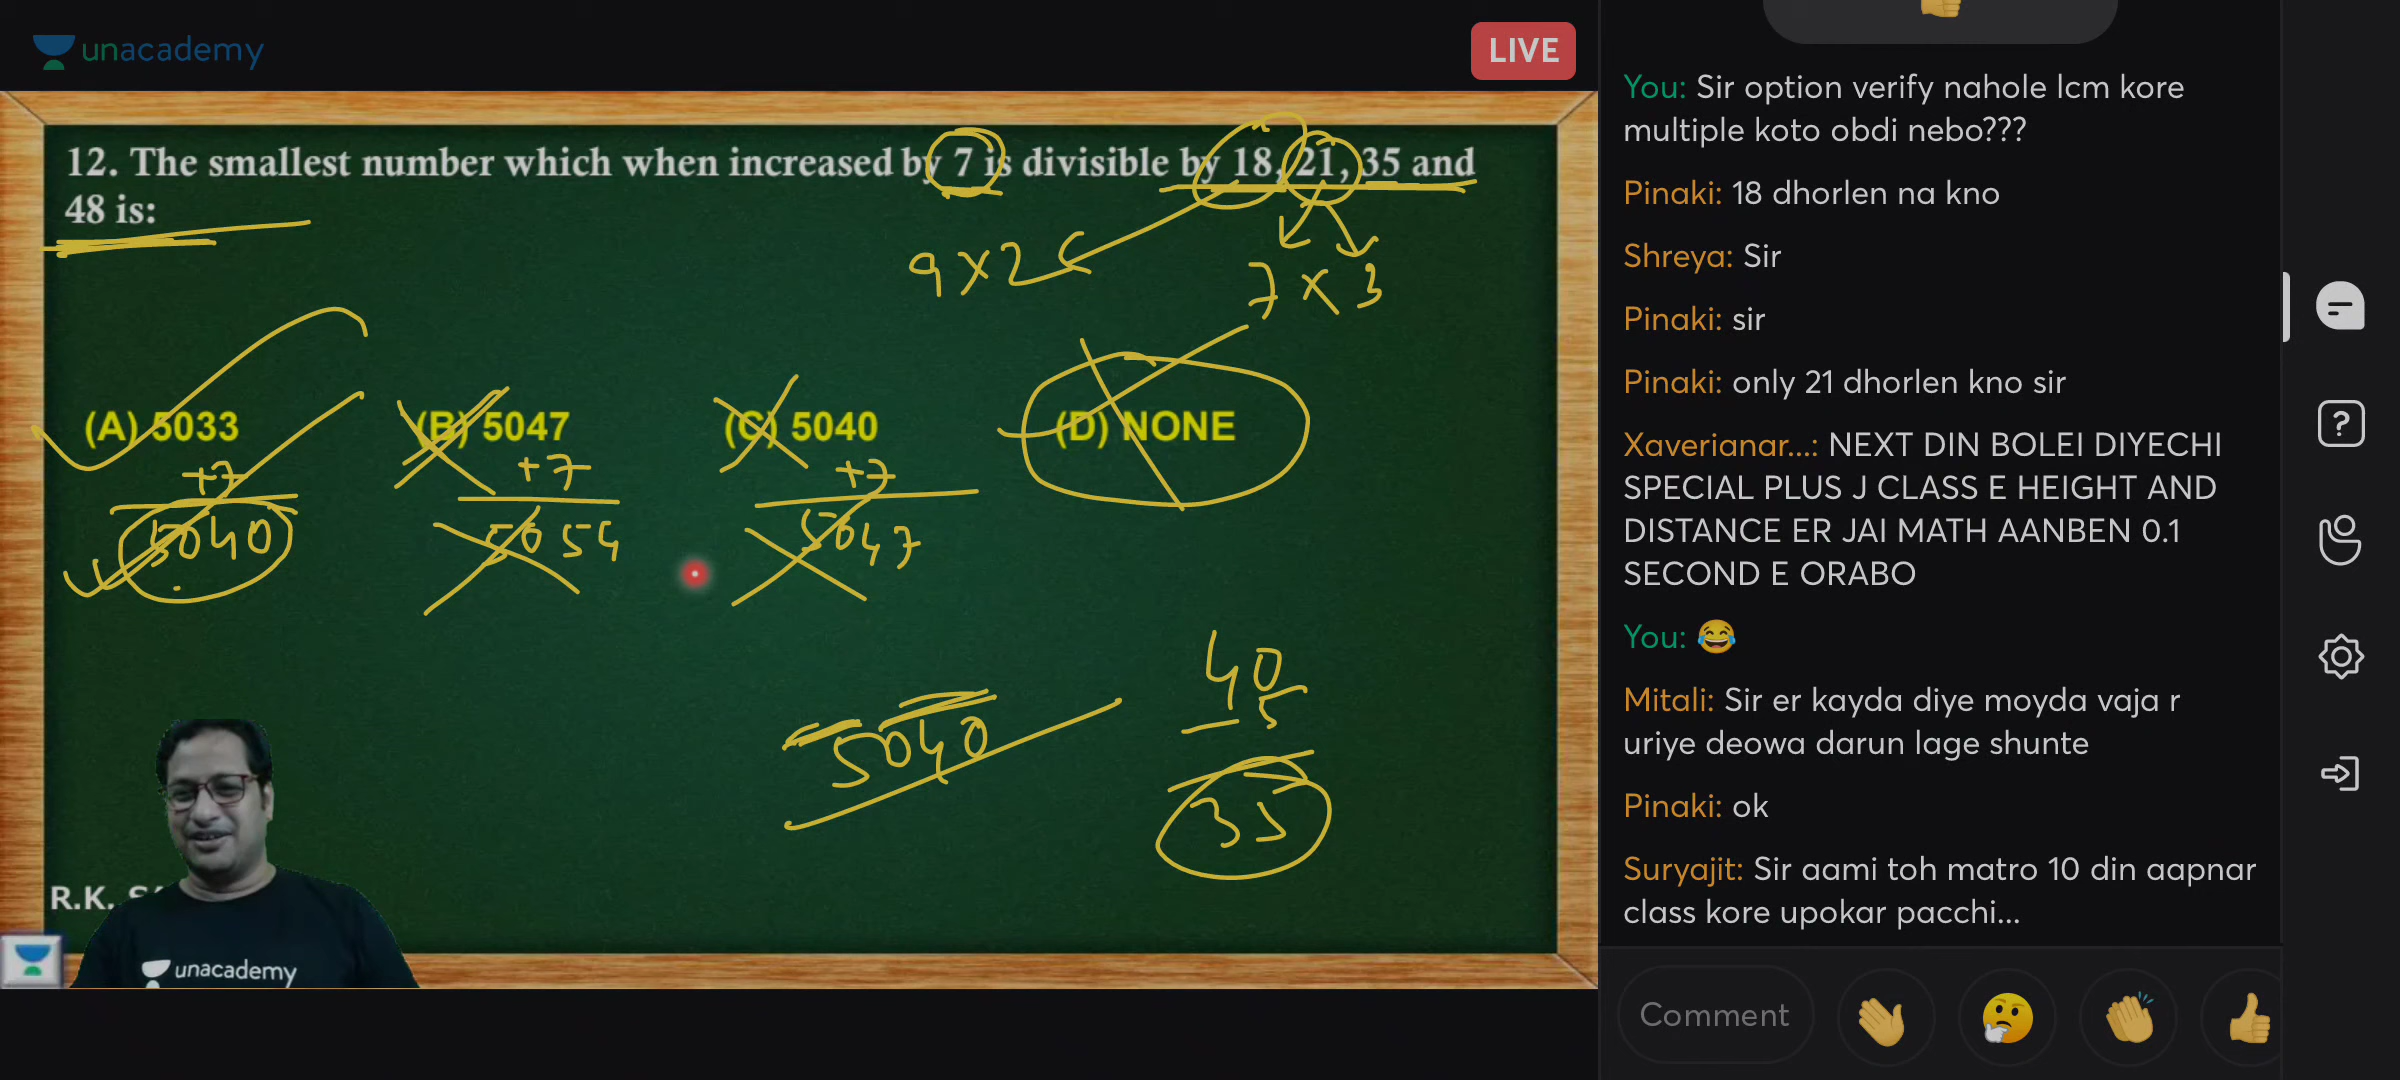 unacademy
LIVE
12. The smallest number which when increased by 7 is divisible by 18, 21, 35 and
48 is:
9 x 2
7 x 3
(A) 5033
(B) 5047
(C) 5040
(D) NONE
+7
+7
+7
5040
5054
5047
40
5
5040
35
R.K.
unacademy
You: Sir option verify nahole lcm kore
multiple koto obdi nebo???
Pinaki: 18 dhorlen na kno
Shreya: Sir
Pinaki: sir
Pinaki: only 21 dhorlen kno sir
Xaverianar...: NEXT DIN BOLEI DIYECHI
SPECIAL PLUS J CLASS E HEIGHT AND
DISTANCE ER JAI MATH AANBEN 0.1
SECOND E ORABO
You: 😂
Mitali: Sir er kayda diye moyda vaja r
uriye deowa darun lage shunte
Pinaki: ok
Suryajit: Sir aami toh matro 10 din aapnar
class kore upokar pacchi...
Comment